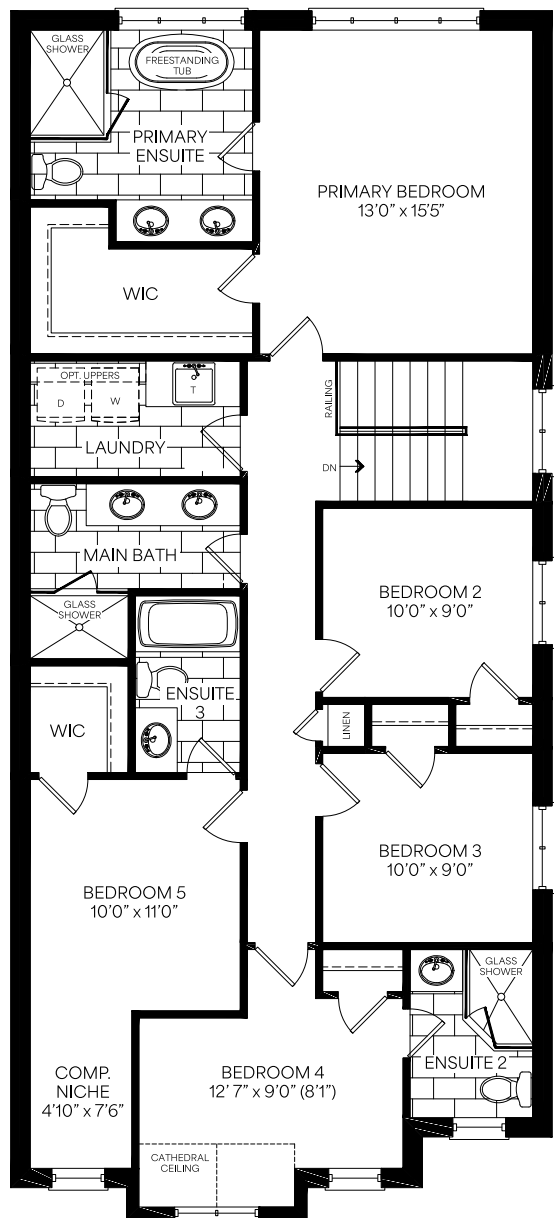 GLASS
SHOWER
FREESTANDING
TUB
PRIMARY
ENSUITE
PRIMARY BEDROOM
13'0" x 15'5"
WIC
OPT. UPPERS
D
W
T
LAUNDRY
RAILING
DN
MAIN BATH
GLASS
SHOWER
BEDROOM 2
10'0" x 9'0"
ENSUITE
3
WIC
LINEN
BEDROOM 3
10'0" x 9'0"
BEDROOM 5
10'0" x 11'0"
GLASS
SHOWER
ENSUITE 2
BEDROOM 4
12' 7" x 9'0" (8'1")
COMP.
NICHE
4'10" x 7'6"
CATHEDRAL
CEILING